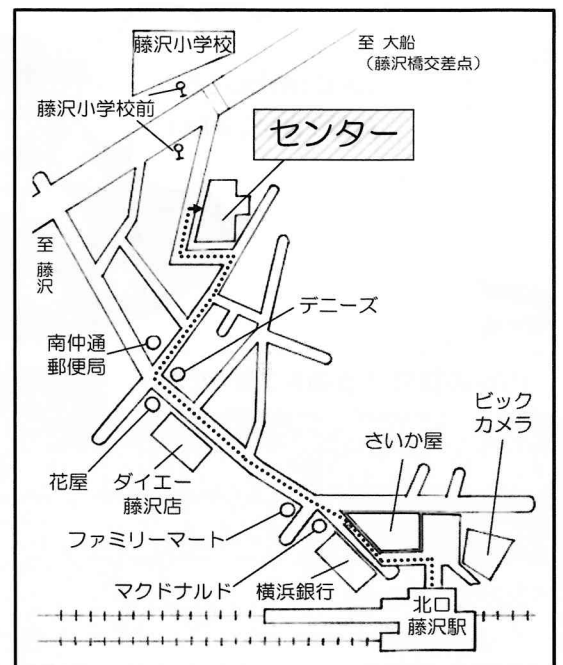 藤沢小学校
至 大船
（藤沢橋交差点）
藤沢小学校前
センター
至
藤
沢
デニーズ
南仲通
郵便局
ビック
カメラ
さいか屋
花屋
ダイエー
藤沢店
ファミリーマート
マクドナルド
横浜銀行
北口
藤沢駅